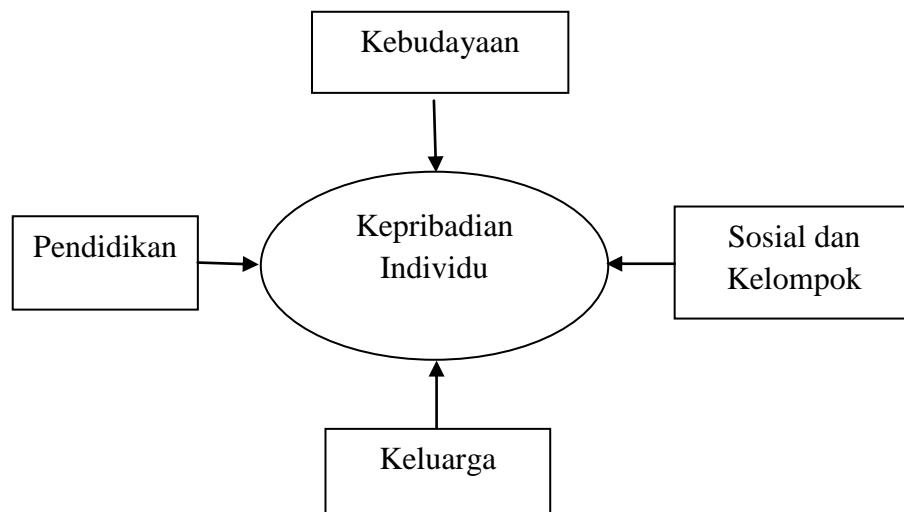 Kebudayaan
Pendidikan
Kepribadian
Individu
Sosial dan
Kelompok
Keluarga